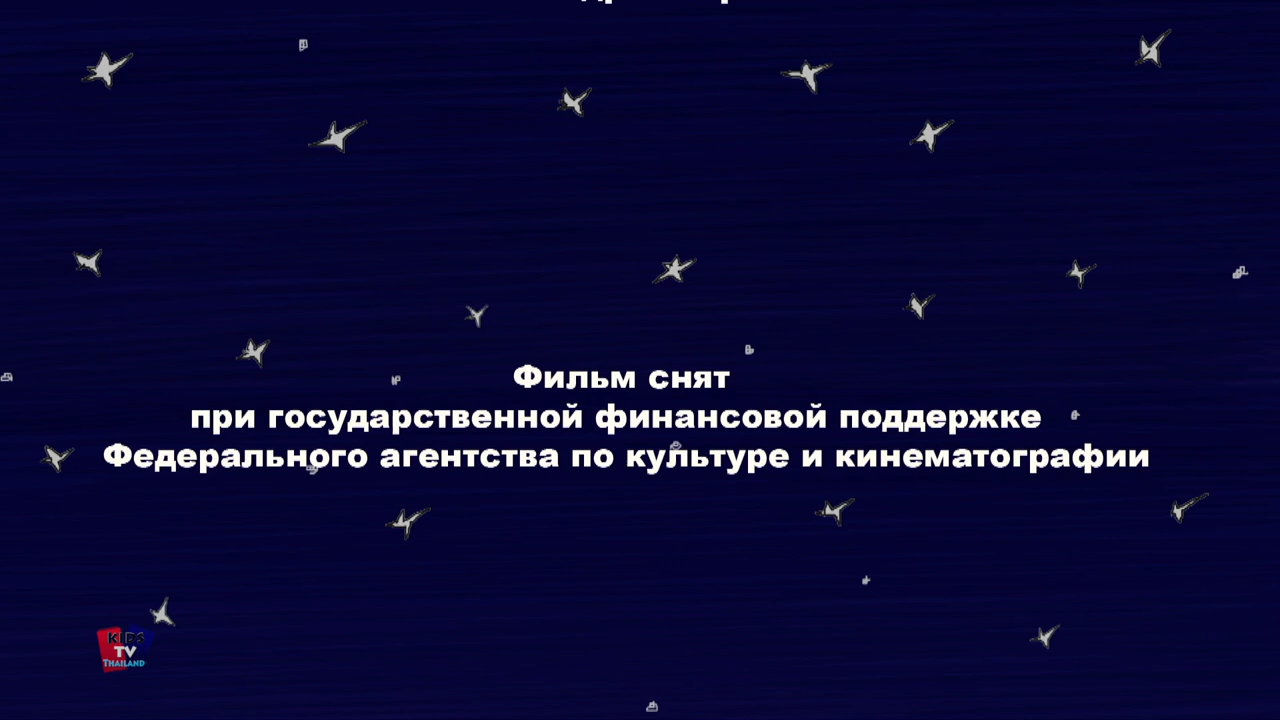 Фильм снят
при государственной финансовой поддержке
Федерального агентства по культуре и кинематографии
KIDS
TV
THAILAND